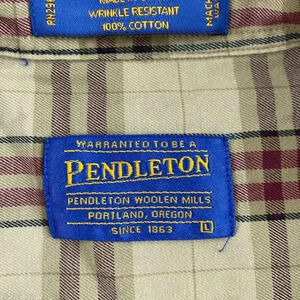 WRINKLE RESISTANT
100% COTTON
WARRANTED TO BE A
PENDLETON
PENDLETON WOOLEN MILLS
PORTLAND, OREGON
SINCE 1863
L